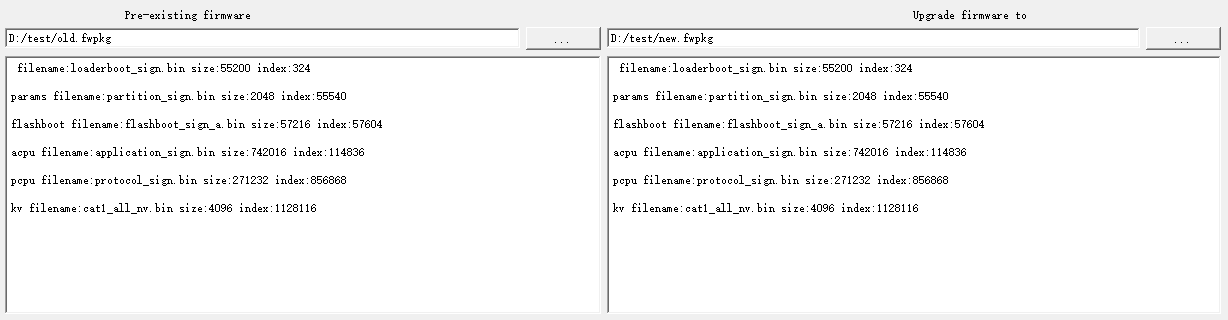 Pre-existing firmware
D:/test/old.fwpkg
...
filename:loaderboot_sign.bin size:55200 index:324
params filename:partition_sign.bin size:2048 index:55540
flashboot filename:flashboot_sign_a.bin size:57216 index:57604
acpu filename:application_sign.bin size:742016 index:114836
pcpu filename:protocol_sign.bin size:271232 index:856868
kv filename:cat1_all_nv.bin size:4096 index:1128116
Upgrade firmware to
D:/test/new.fwpkg
...
filename:loaderboot_sign.bin size:55200 index:324
params filename:partition_sign.bin size:2048 index:55540
flashboot filename:flashboot_sign_a.bin size:57216 index:57604
acpu filename:application_sign.bin size:742016 index:114836
pcpu filename:protocol_sign.bin size:271232 index:856868
kv filename:cat1_all_nv.bin size:4096 index:1128116